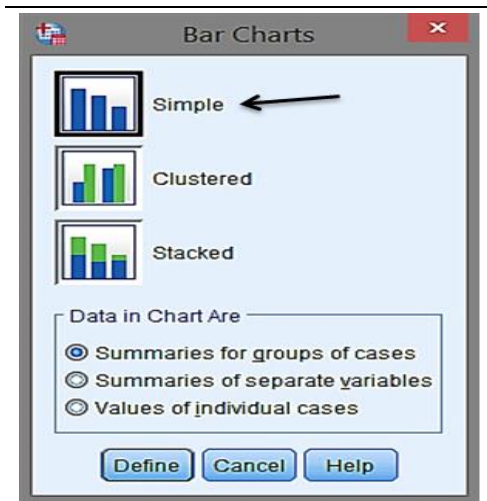 Bar Charts
Simple
Clustered
Stacked
Data in Chart Are
Summaries for groups of cases
Summaries of separate variables
Values of individual cases
Define Cancel Help